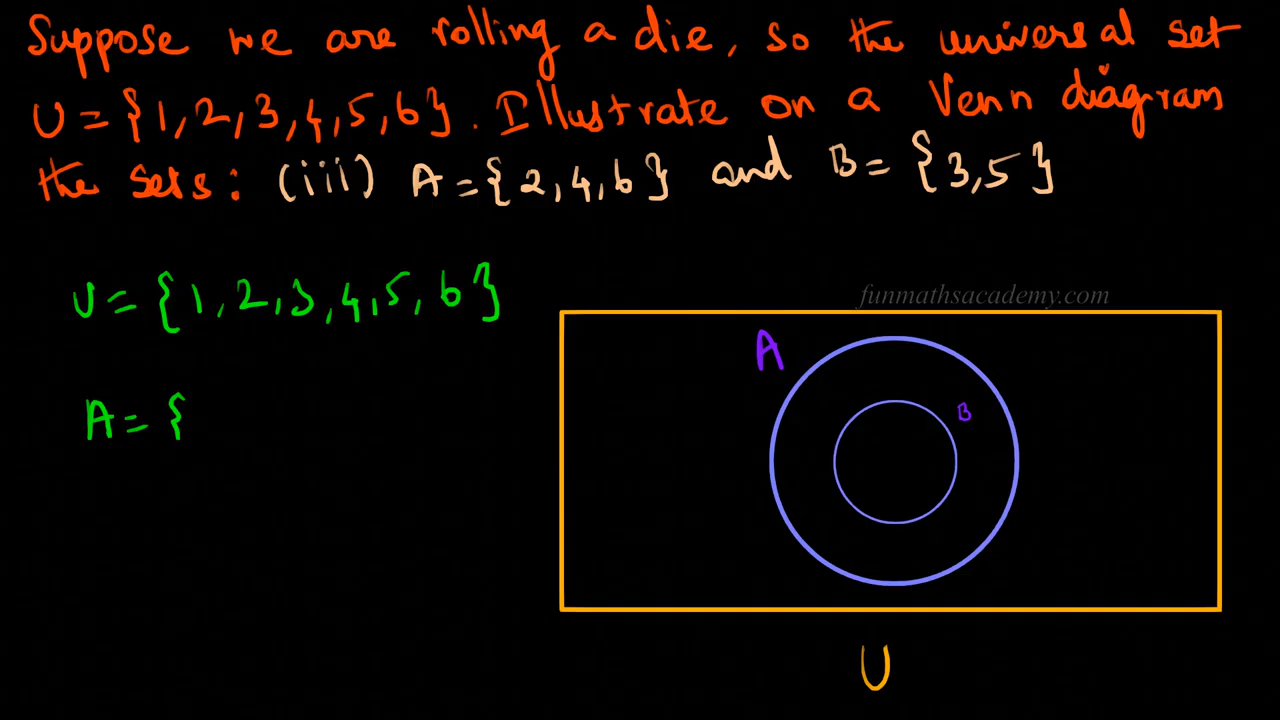 Suppose we are rolling a die, so the universal set
U = {1, 2, 3, 4, 5, 6}. Illustrate on a Venn diagram
the sets: (iii) A = {2, 4, 6} and B = {3, 5}
U = {1, 2, 3, 4, 5, 6}
funmathsacademy.com
A
B
A = {
U